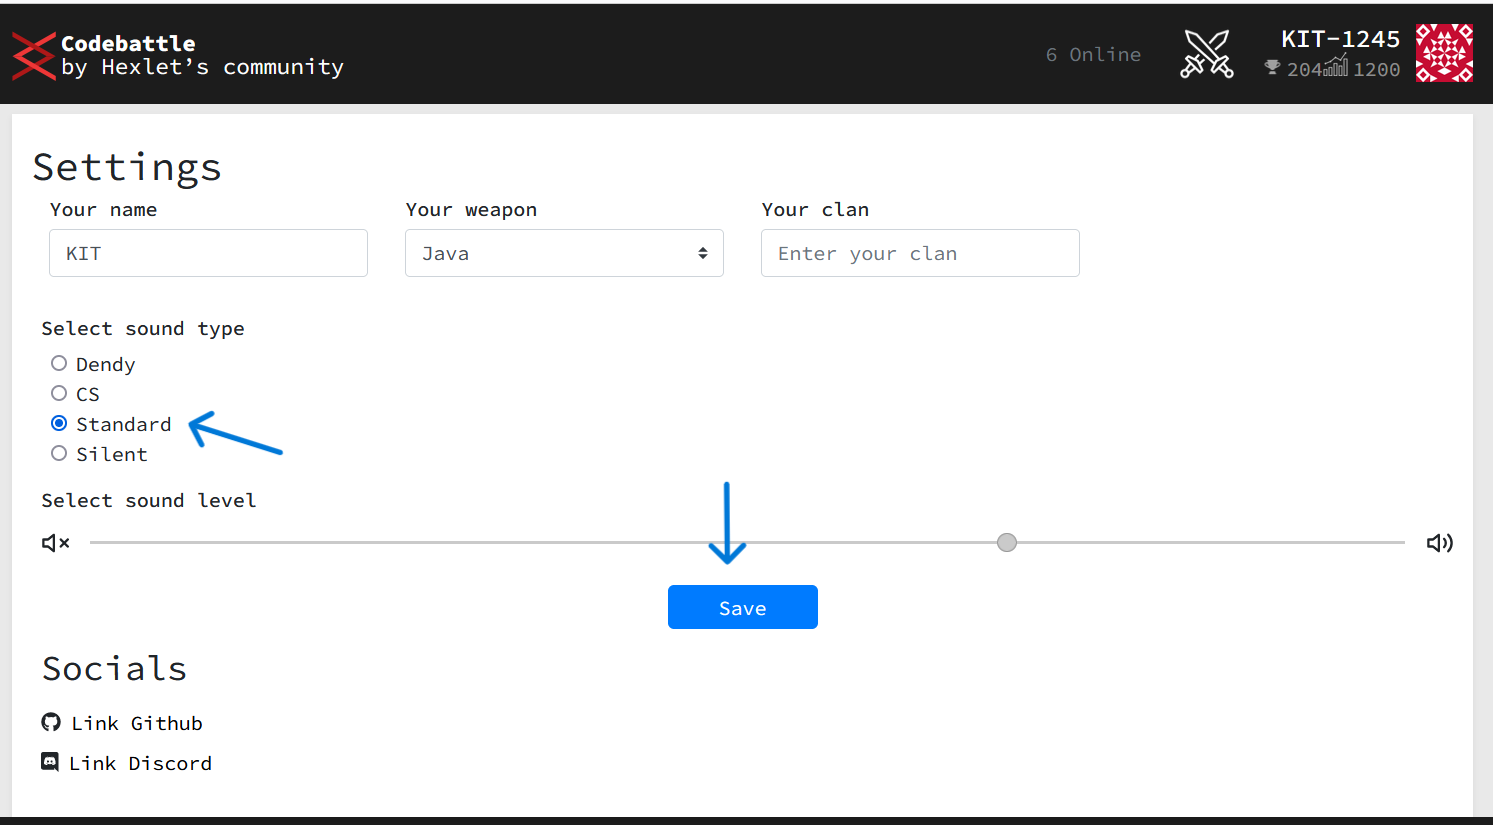 Codebattle
by Hexlet’s community
6 Online
KIT-1245
204 1200
Settings
Your name
Your weapon
Your clan
KIT
Java
Enter your clan
Select sound type
Dendy
CS
Standard
Silent
Select sound level
Save
Socials
Link Github
Link Discord